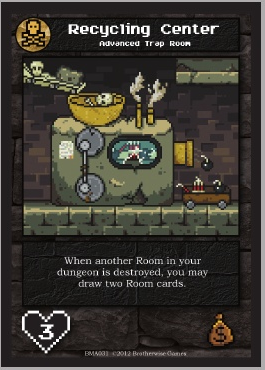 Recycling Center
Advanced Trap Room
When another Room in your
dungeon is destroyed, you may
draw two Room cards.
3
BMA031 ©2012 Brotherwise Games